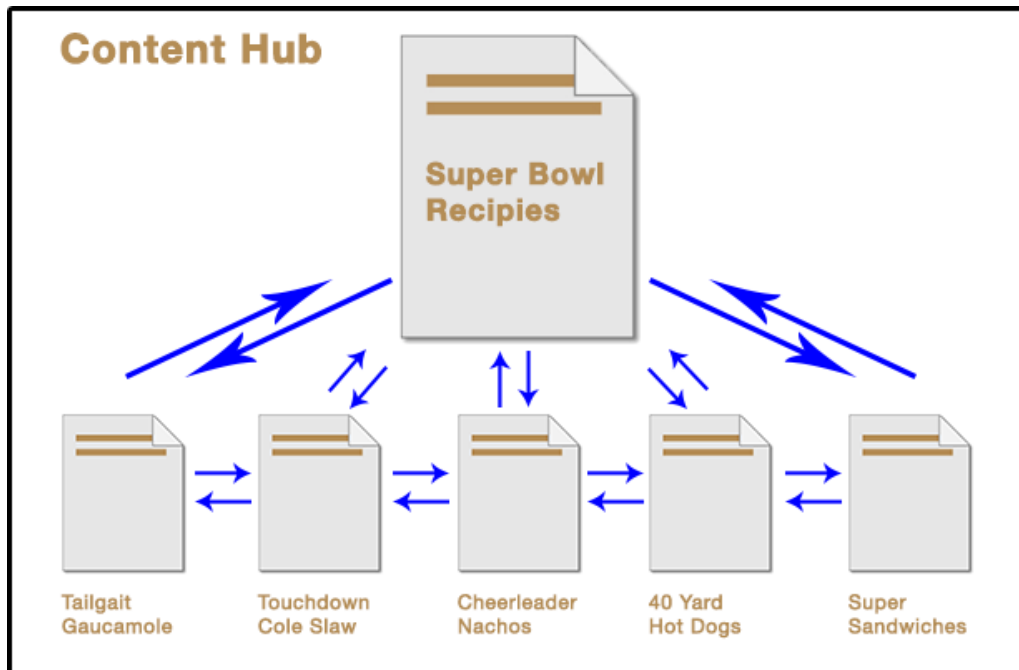 Content Hub
Super Bowl
Recipies
Tailgait
Gaucamole
Touchdown
Cole Slaw
Cheerleader
Nachos
40 Yard
Hot Dogs
Super
Sandwiches